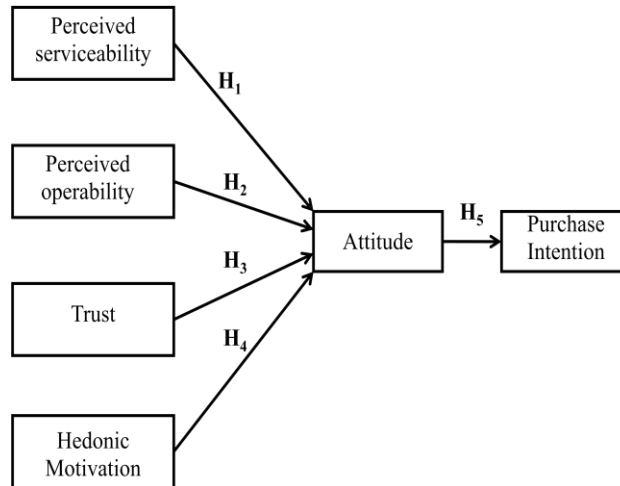 Perceived
serviceability
H₁
Perceived
operability
H₂
H₃
Trust
H₄
Hedonic
Motivation
Attitude
H₅
Purchase
Intention